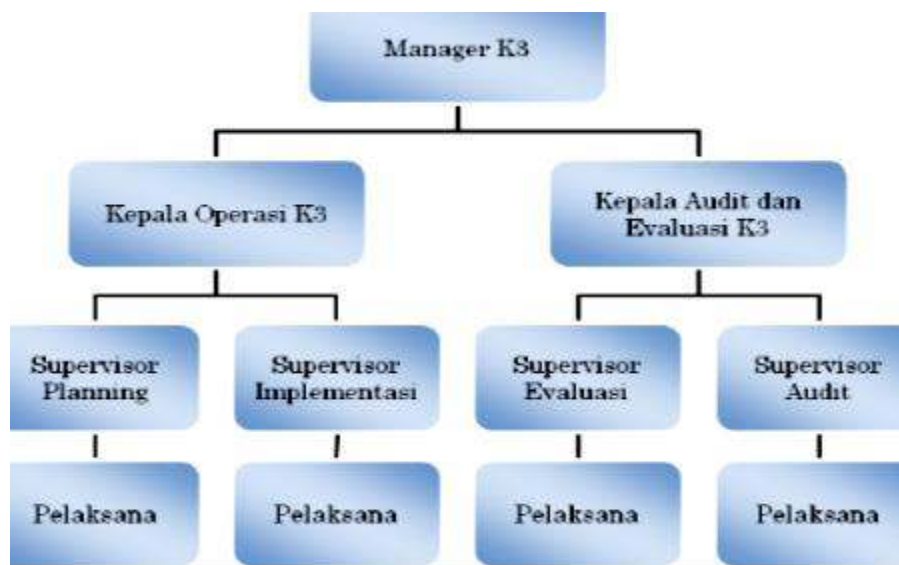 Manager K3
Kepala Operasi K3
Kepala Audit dan
Evaluasi K3
Supervisor
Planning
Supervisor
Implementasi
Supervisor
Evaluasi
Supervisor
Audit
Pelaksana
Pelaksana
Pelaksana
Pelaksana